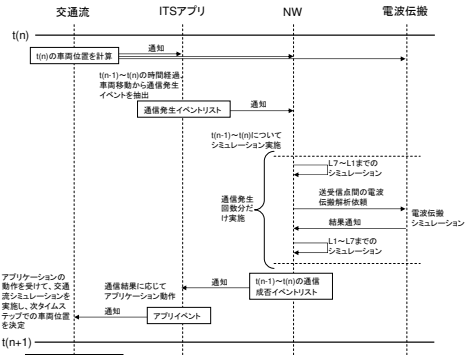 交通流
ITSアプリ
NW
電波伝搬
t(n)
t(n)の車両位置を計算
通知
t(n-1)～t(n)の時間経過、
車両移動から通信発生
イベントを抽出
通信発生イベントリスト
通知
t(n-1)～t(n)について
シミュレーション実施
L7～L1までの
シミュレーション
通信発生
回数分だ
け実施
送受信点間の電波
伝搬解析依頼
結果通知
電波伝搬
シミュレーション
L1～L7までの
シミュレーション
アプリケーションの
動作を受けて、交通
流シミュレーションを
実施し、次タイムス
テップでの車両位置
を決定
通信結果に応じて
アプリケーション動作
通知
t(n-1)～t(n)の通信
成否イベントリスト
通知
アプリイベント
t(n+1)